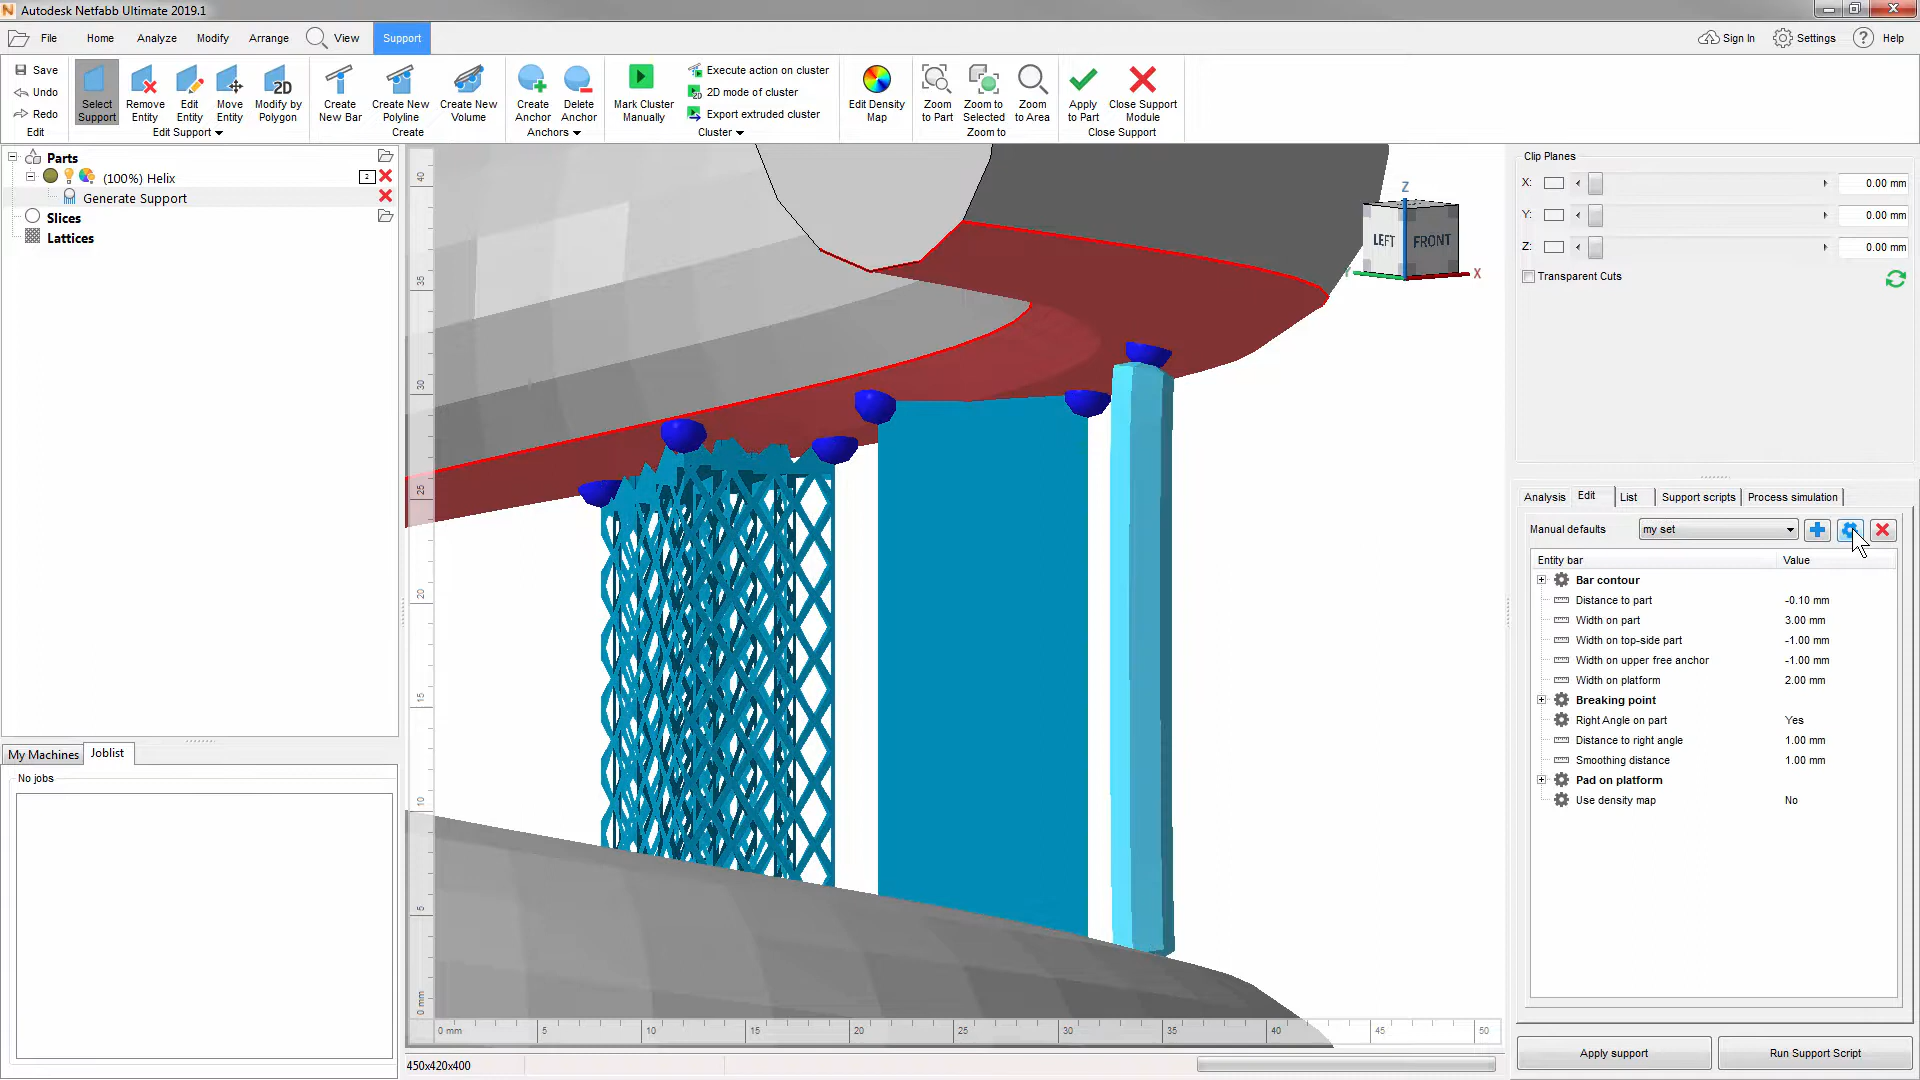 Autodesk Netfabb Ultimate 2019.1
File Home Analyze Modify Arrange View Support Sign In Settings Help
Save
Undo
Redo
Edit
Select Support
Remove Entity
Edit Entity
Move Entity
Modify by Polygon
Edit Support
Create New Bar
Create New Polyline
Create New Volume
Create
Create Anchor
Delete Anchor
Anchors
Mark Cluster Manually
Execute action on cluster
2D mode of cluster
Export extruded cluster
Cluster
Edit Density Map
Zoom to Part
Zoom to Selected
Zoom to Area
Zoom to
Apply to Part
Close Support Module
Close Support
Parts
(100%) Helix
Generate Support
Slices
Lattices
My Machines Joblist
No jobs
40
35
30
25
20
15
10
5
0 mm
0 mm 5 10 15 20 25 30 35 40 45 50
450x420x400
Z
LEFT FRONT
X
Clip Planes
X: 0.00 mm
Y: 0.00 mm
Z: 0.00 mm
Transparent Cuts
Analysis Edit List Support scripts Process simulation
Manual defaults my set
Entity bar Value
Bar contour
Distance to part -0.10 mm
Width on part 3.00 mm
Width on top-side part -1.00 mm
Width on upper free anchor -1.00 mm
Width on platform 2.00 mm
Breaking point
Right Angle on part Yes
Distance to right angle 1.00 mm
Smoothing distance 1.00 mm
Pad on platform
Use density map No
Apply support Run Support Script